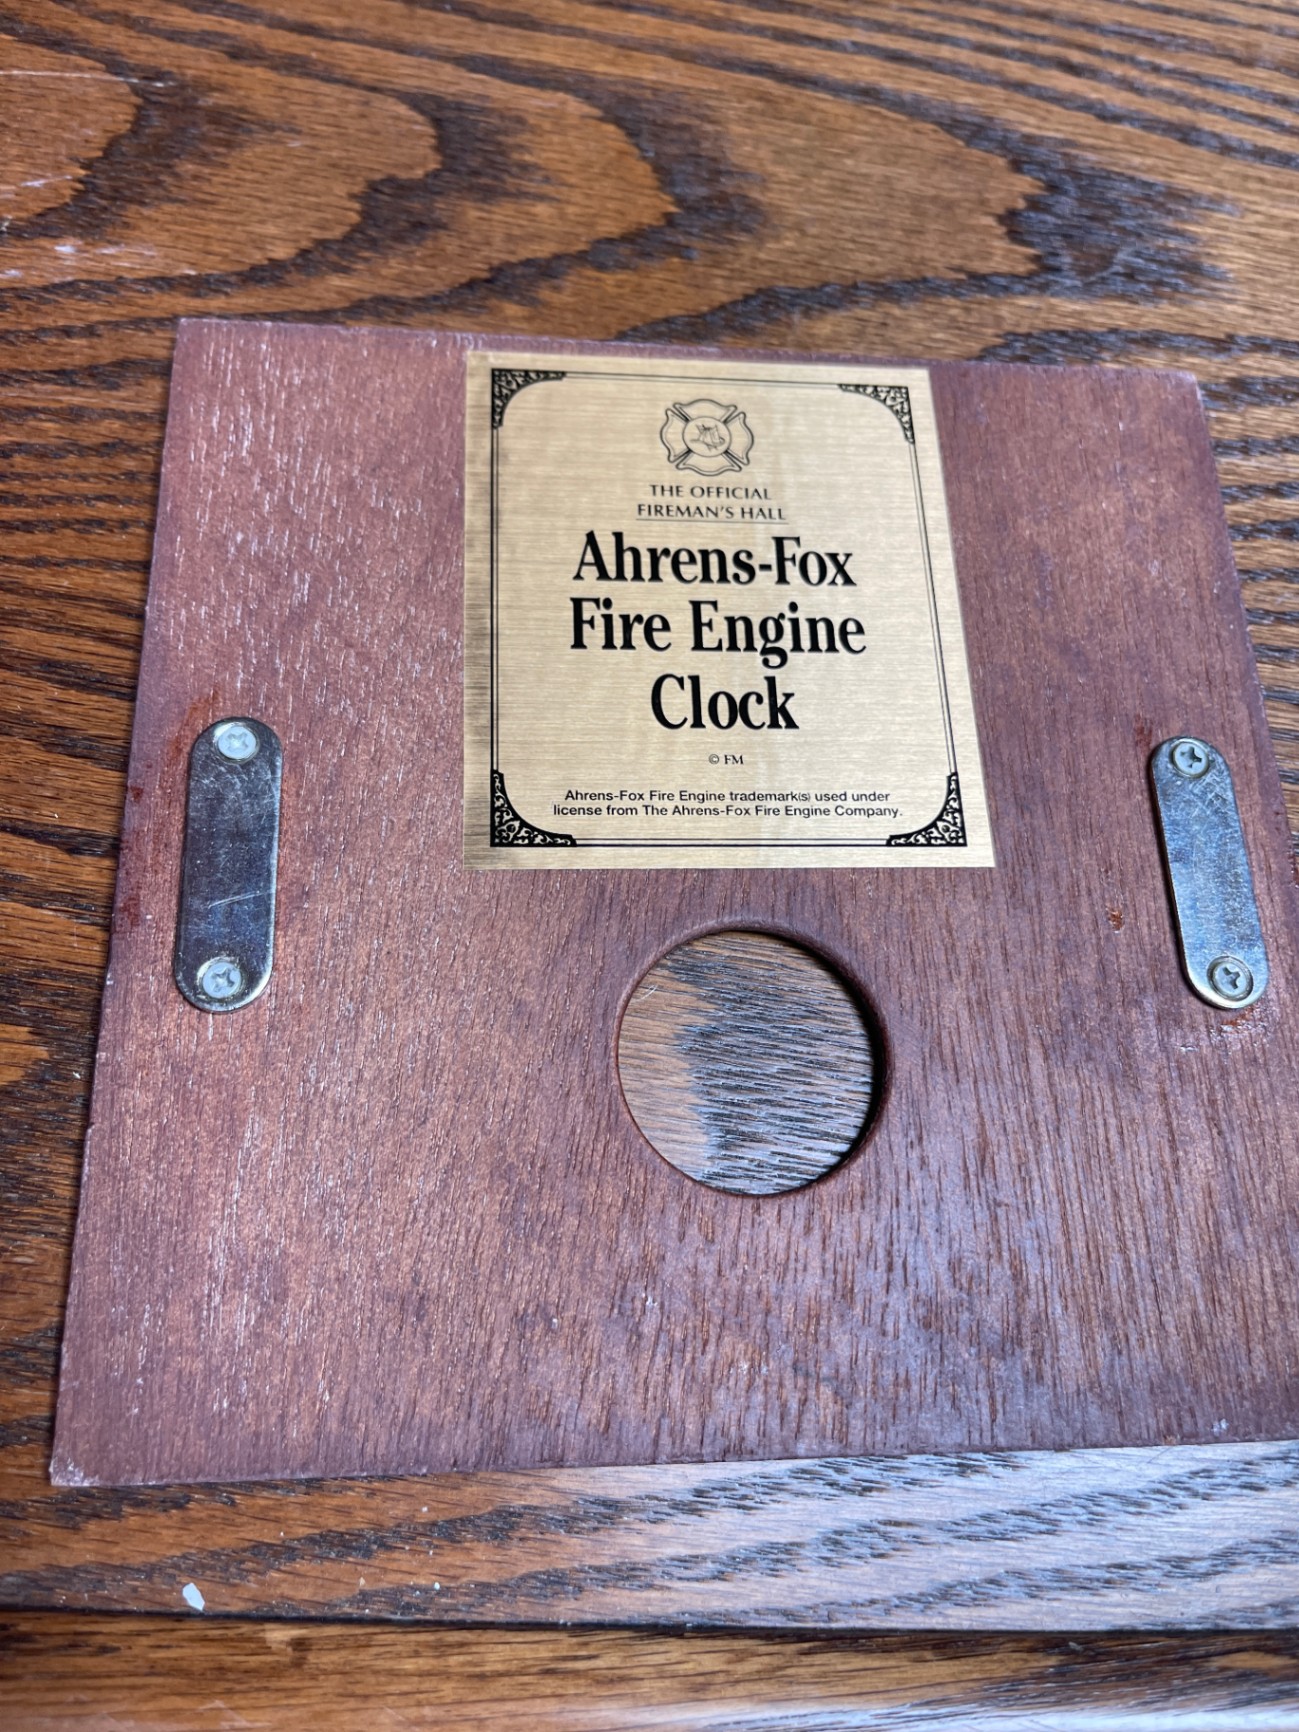 THE OFFICIAL
FIREMAN'S HALL
Ahrens-Fox
Fire Engine
Clock
© FM
Ahrens-Fox Fire Engine trademark(s) used under
license from The Ahrens-Fox Fire Engine Company.